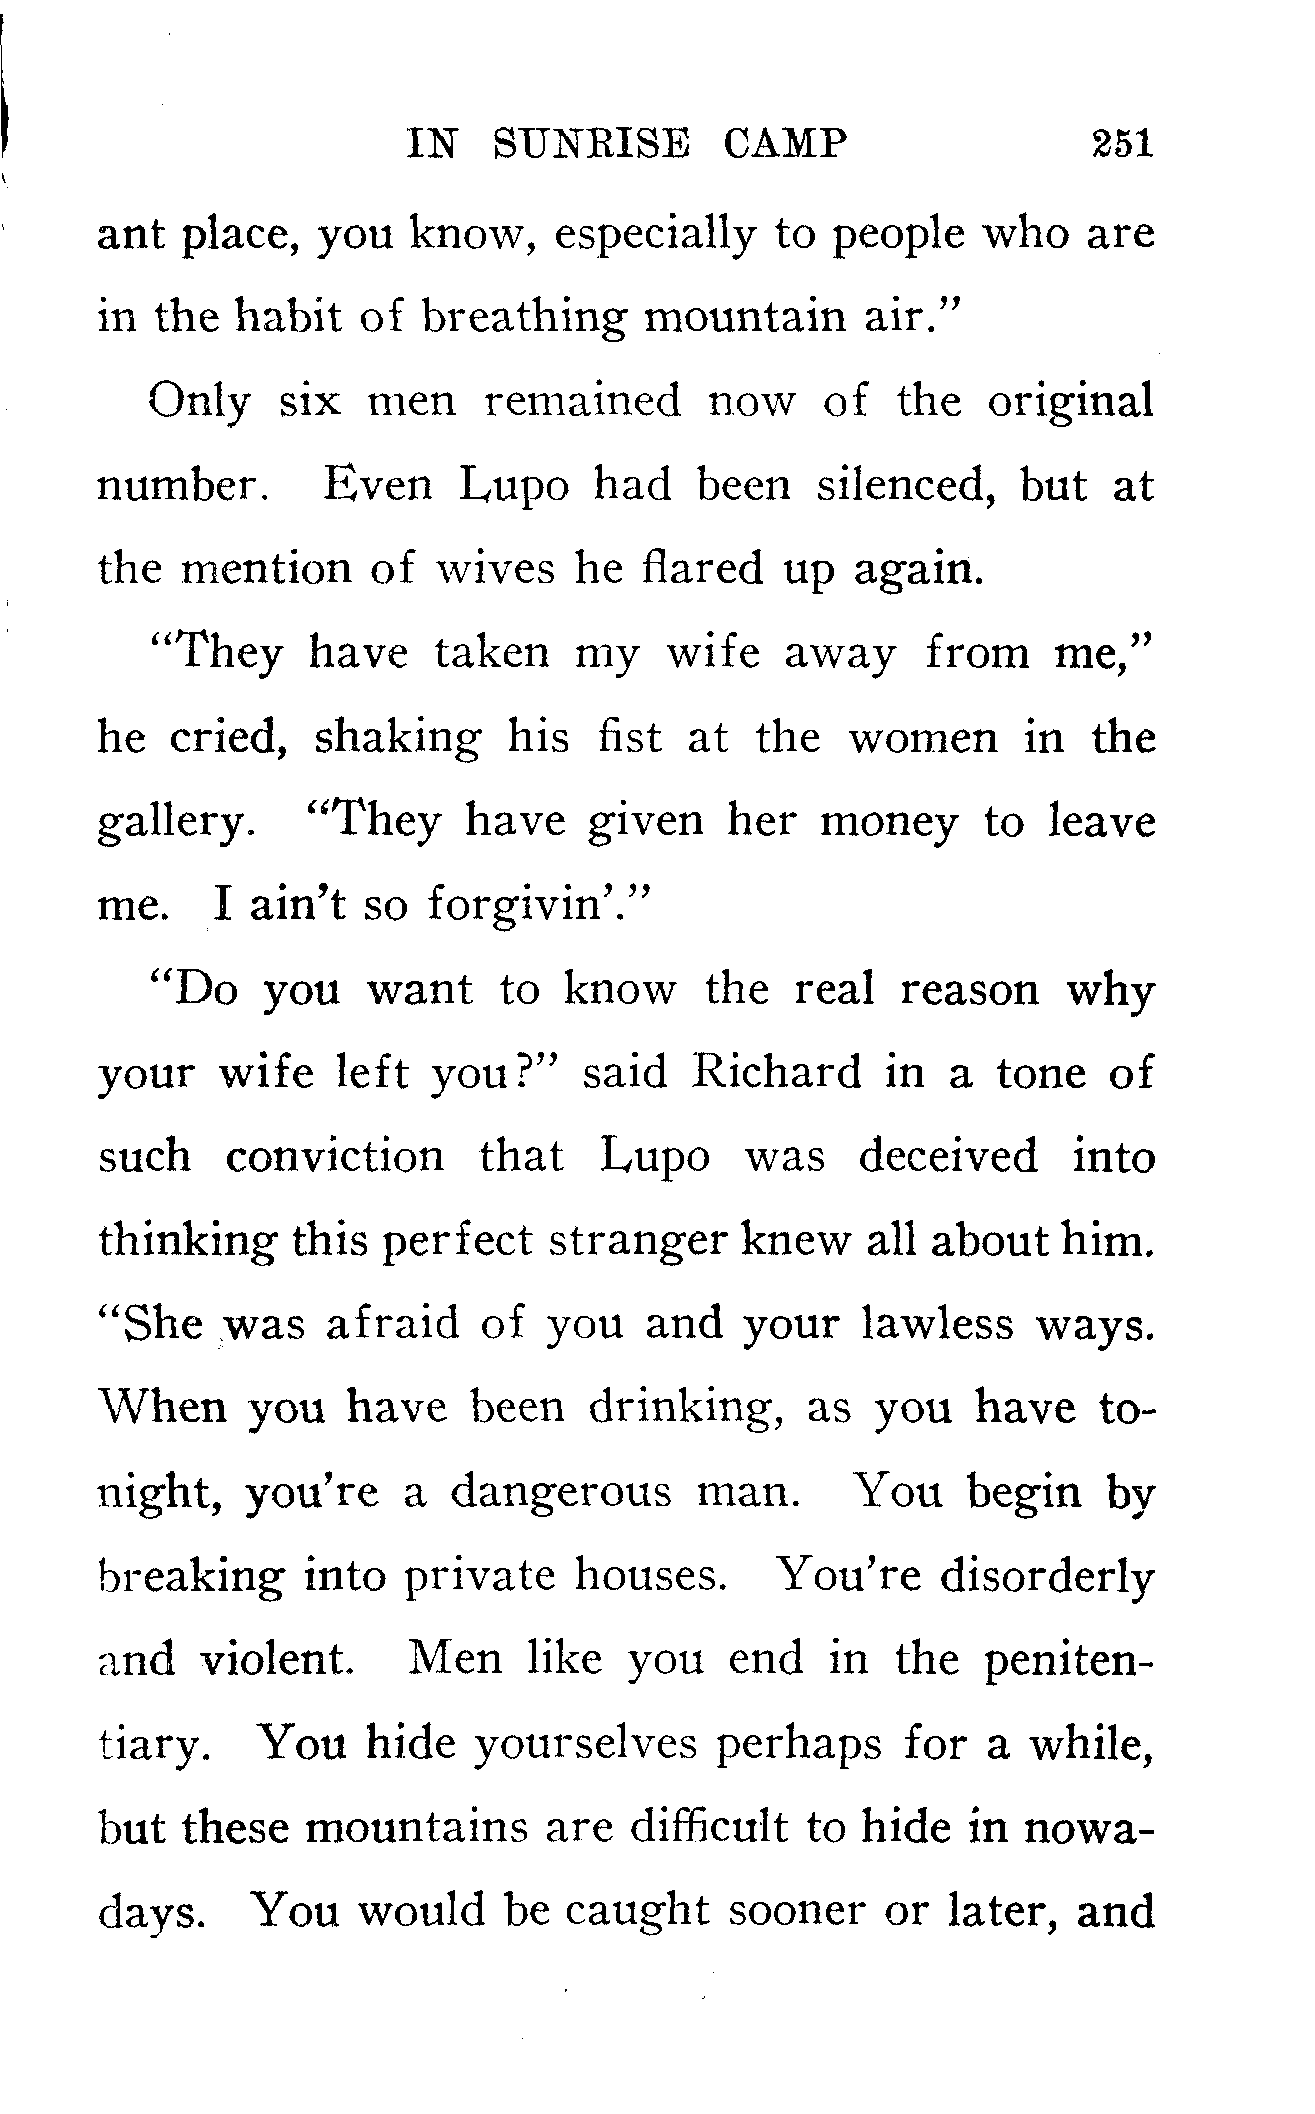 IN SUNRISE CAMP 251
ant place, you know, especially to people who are
in the habit of breathing mountain air.”
Only six men remained now of the original
number. Even Lupo had been silenced, but at
the mention of wives he flared up again.
“They have taken my wife away from me,”
he cried, shaking his fist at the women in the
gallery. “They have given her money to leave
me. I ain’t so forgivin’.”
“Do you want to know the real reason why
your wife left you?” said Richard in a tone of
such conviction that Lupo was deceived into
thinking this perfect stranger knew all about him.
“She was afraid of you and your lawless ways.
When you have been drinking, as you have to-
night, you’re a dangerous man. You begin by
breaking into private houses. You’re disorderly
and violent. Men like you end in the peniten-
tiary. You hide yourselves perhaps for a while,
but these mountains are difficult to hide in nowa-
days. You would be caught sooner or later, and